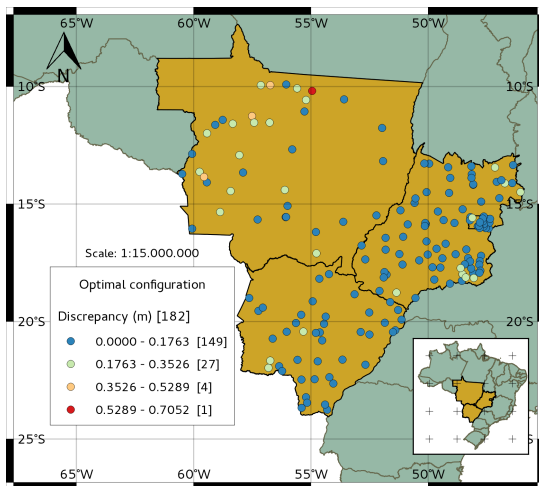 65°W 60°W 55°W 50°W
N
10°S 10°S
15°S 15°S
Scale: 1:15.000.000
Optimal configuration
Discrepancy (m) [182]
0.0000 - 0.1763 [149]
0.1763 - 0.3526 [27]
0.3526 - 0.5289 [4]
0.5289 - 0.7052 [1]
20°S 20°S
25°S 25°S
65°W 60°W 55°W 50°W